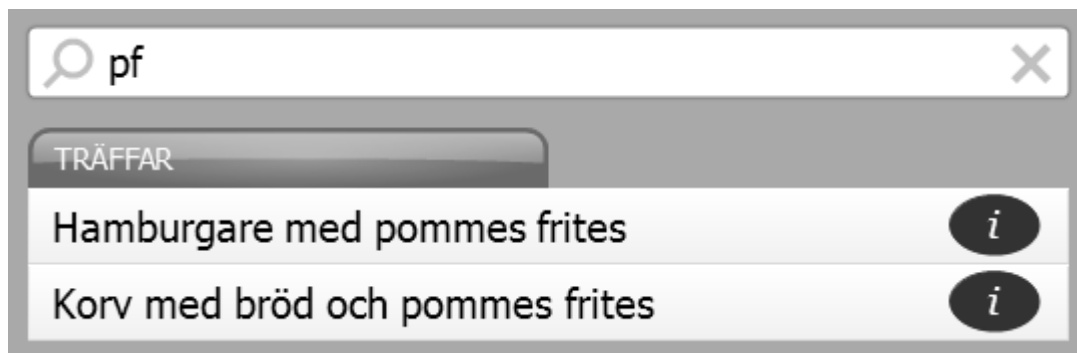 pf
TRÄFFAR
Hamburgare med pommes frites
i
Korv med bröd och pommes frites
i